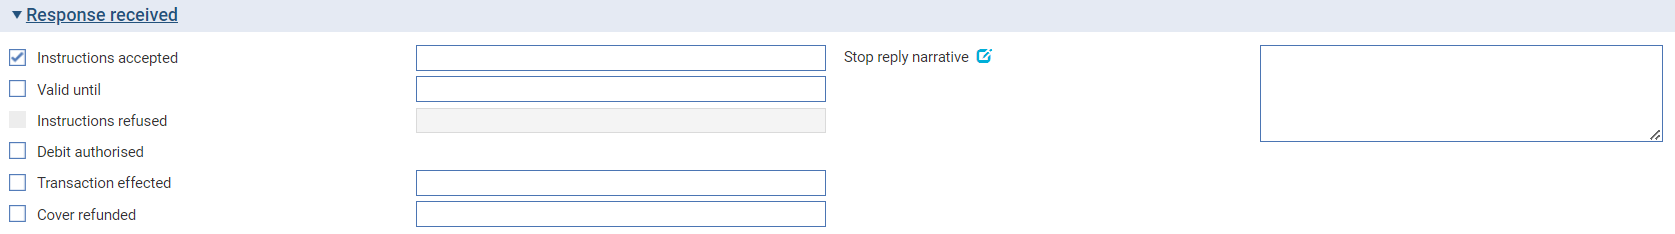 Response received
Instructions accepted
Stop reply narrative
Valid until
Instructions refused
Debit authorised
Transaction effected
Cover refunded